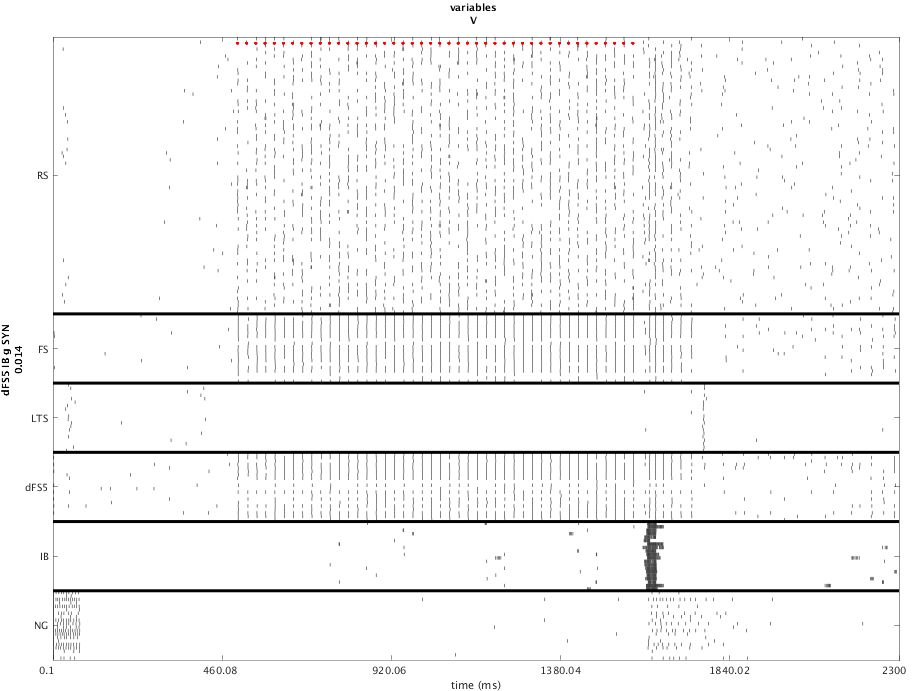 variables
V
dFS5 IB g SYN
0.014
RS
FS
LTS
dFS5
IB
NG
0.1 460.08 920.06 1380.04 1840.02 2300
time (ms)